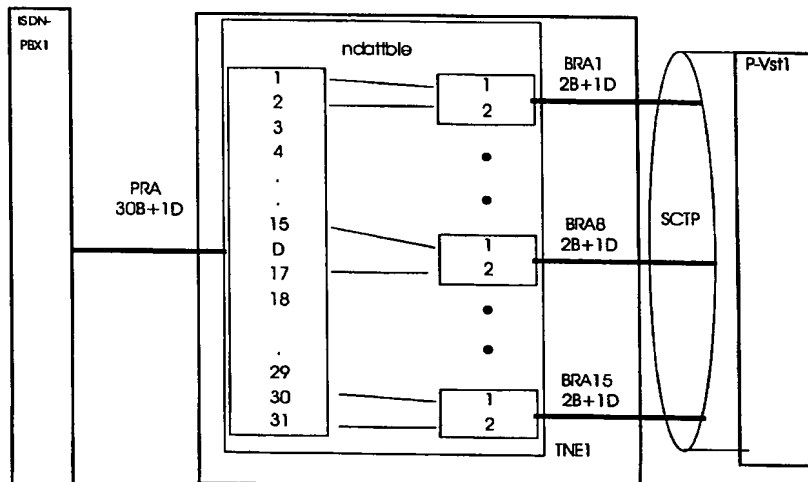 ISDN-
PBX1
ndattble
BRA1
2B+1D
P-Vst1
1
2
3
4
.
.
15
D
17
18
.
29
30
31
1
2
PRA
30B+1D
BRA8
2B+1D
1
2
SCTP
BRA15
2B+1D
1
2
TNE1